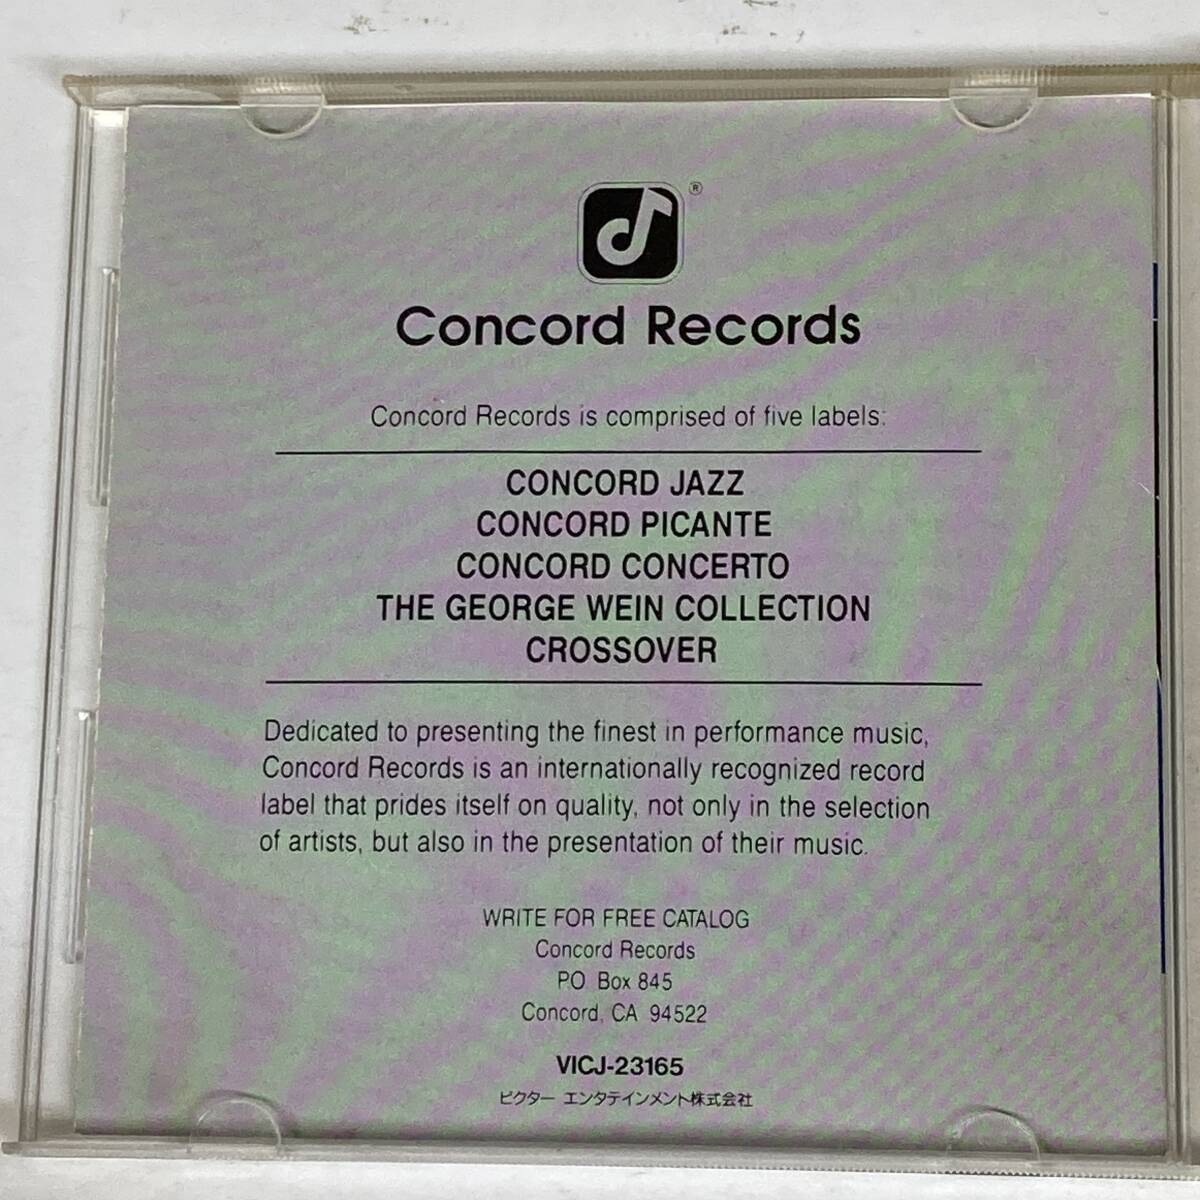 ®
Concord Records
Concord Records is comprised of five labels:
CONCORD JAZZ
CONCORD PICANTE
CONCORD CONCERTO
THE GEORGE WEIN COLLECTION
CROSSOVER
Dedicated to presenting the finest in performance music,
Concord Records is an internationally recognized record
label that prides itself on quality, not only in the selection
of artists, but also in the presentation of their music.
WRITE FOR FREE CATALOG
Concord Records
PO Box 845
Concord, CA 94522
VICJ-23165
ビクター エンタテインメント株式会社